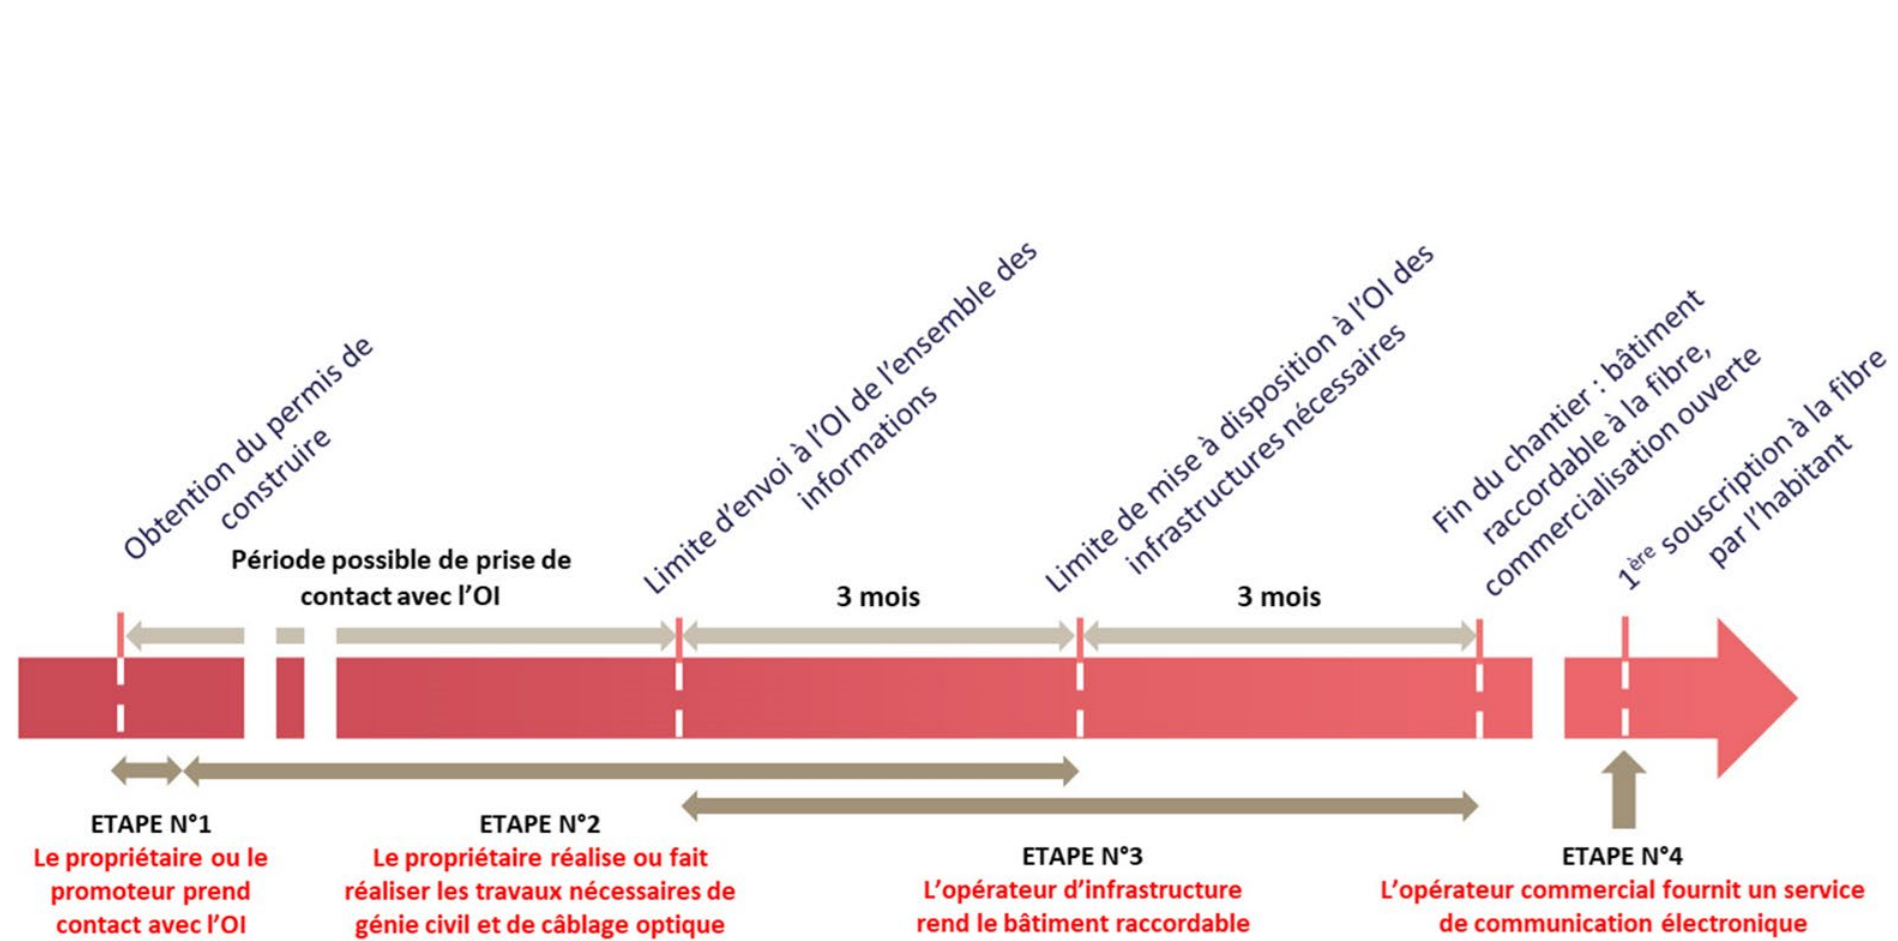 Obtention du permis de
construire
Limite d’envoi à l’OI de l’ensemble des
informations
Limite de mise à disposition à l’OI des
infrastructures nécessaires
Fin du chantier : bâtiment
raccordable à la fibre,
commercialisation ouverte
1ère souscription à la fibre
par l’habitant
Période possible de prise de
contact avec l’OI
3 mois
3 mois
ETAPE N°1
Le propriétaire ou le
promoteur prend
contact avec l’OI
ETAPE N°2
Le propriétaire réalise ou fait
réaliser les travaux nécessaires de
génie civil et de câblage optique
ETAPE N°3
L’opérateur d’infrastructure
rend le bâtiment raccordable
ETAPE N°4
L’opérateur commercial fournit un service
de communication électronique